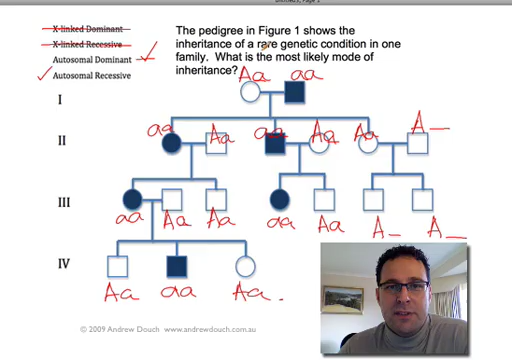 Untitled, Page 1
X-linked Dominant
X-linked Recessive
Autosomal Dominant
Autosomal Recessive
The pedigree in Figure 1 shows the
inheritance of a rare genetic condition in one
family. What is the most likely mode of
inheritance?
Aa aa
I
II
aa Aa aa Aa Aa A_
III
aa Aa Aa aa Aa A_ A_
IV
Aa aa Aa.
© 2009 Andrew Douch www.andrewdouch.com.au